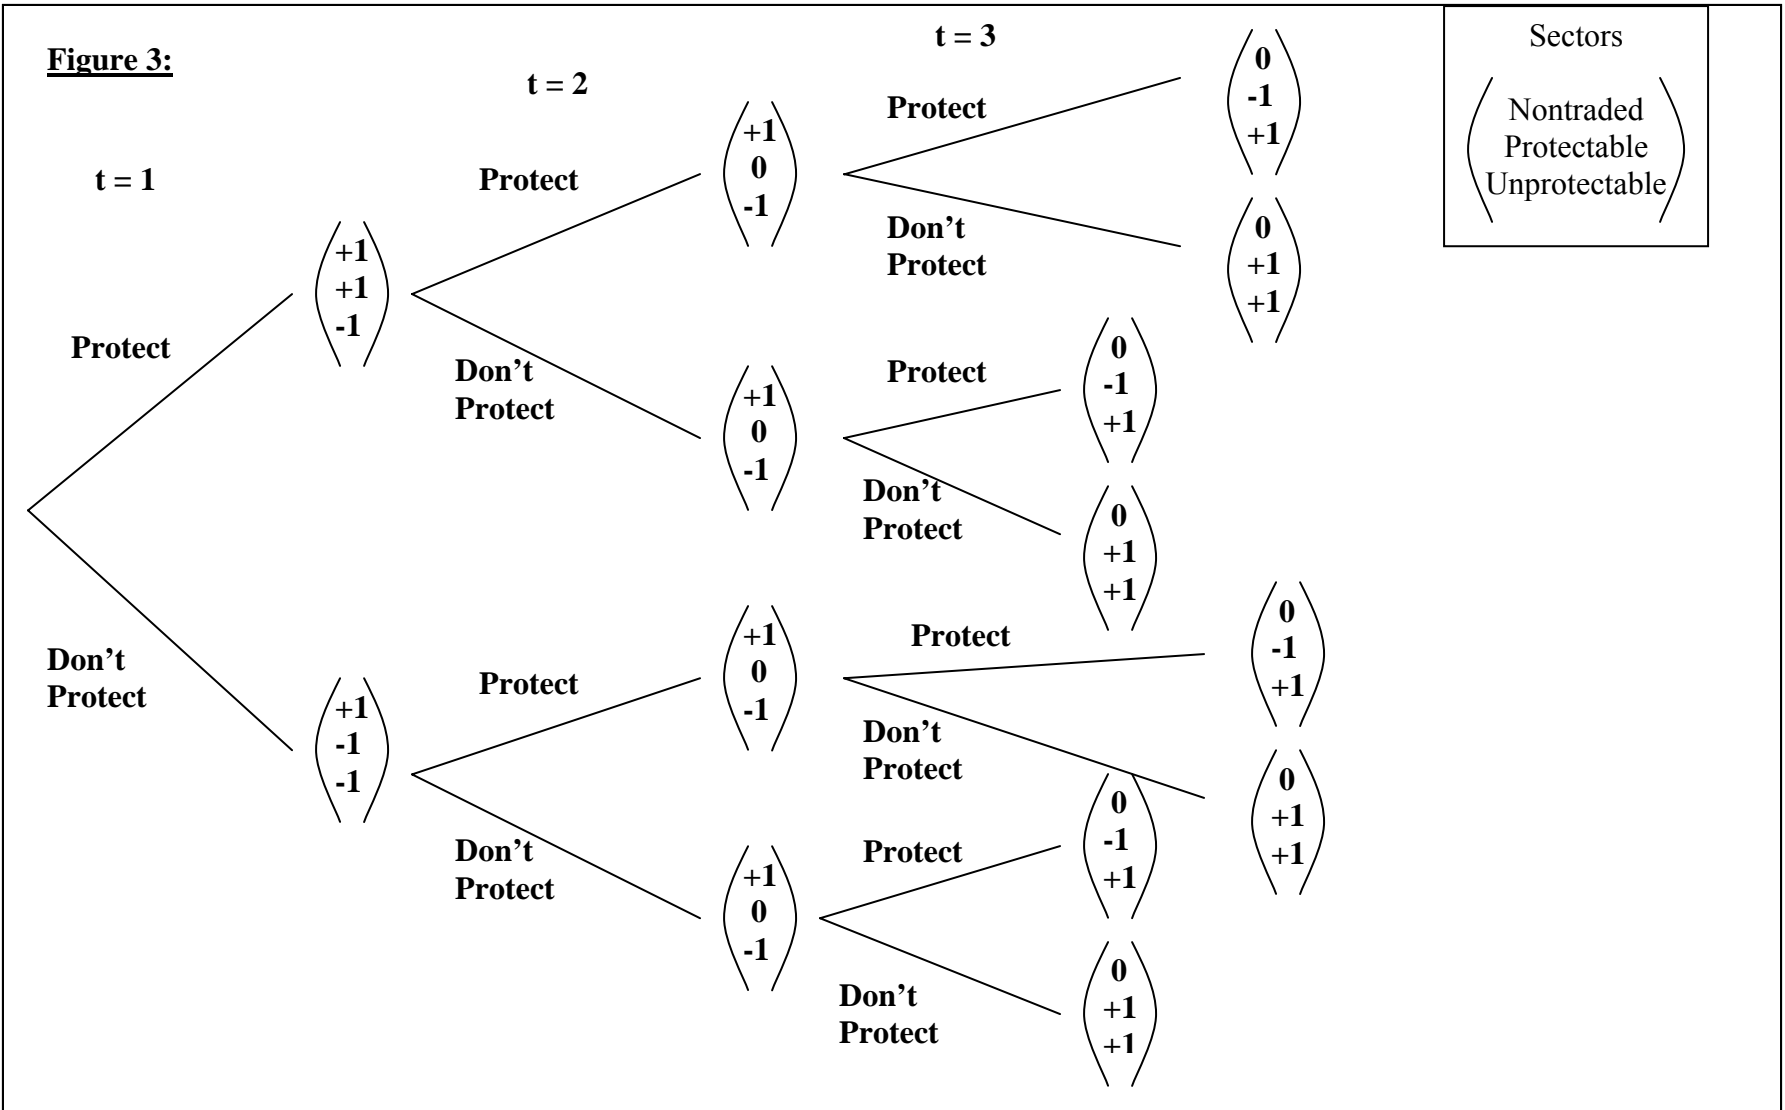 Figure 3:
t = 1
t = 2
t = 3
Sectors
Nontraded
Protectable
Unprotectable
Protect
+1
+1
-1
Don't
Protect
+1
-1
-1
Protect
+1
0
-1
Don't
Protect
+1
0
-1
Protect
+1
0
-1
Don't
Protect
+1
0
-1
Protect
0
-1
+1
Don't
Protect
0
+1
+1
Protect
0
-1
+1
Don't
Protect
0
+1
+1
Protect
0
-1
+1
Don't
Protect
0
+1
+1
Protect
0
-1
+1
Don't
Protect
0
+1
+1